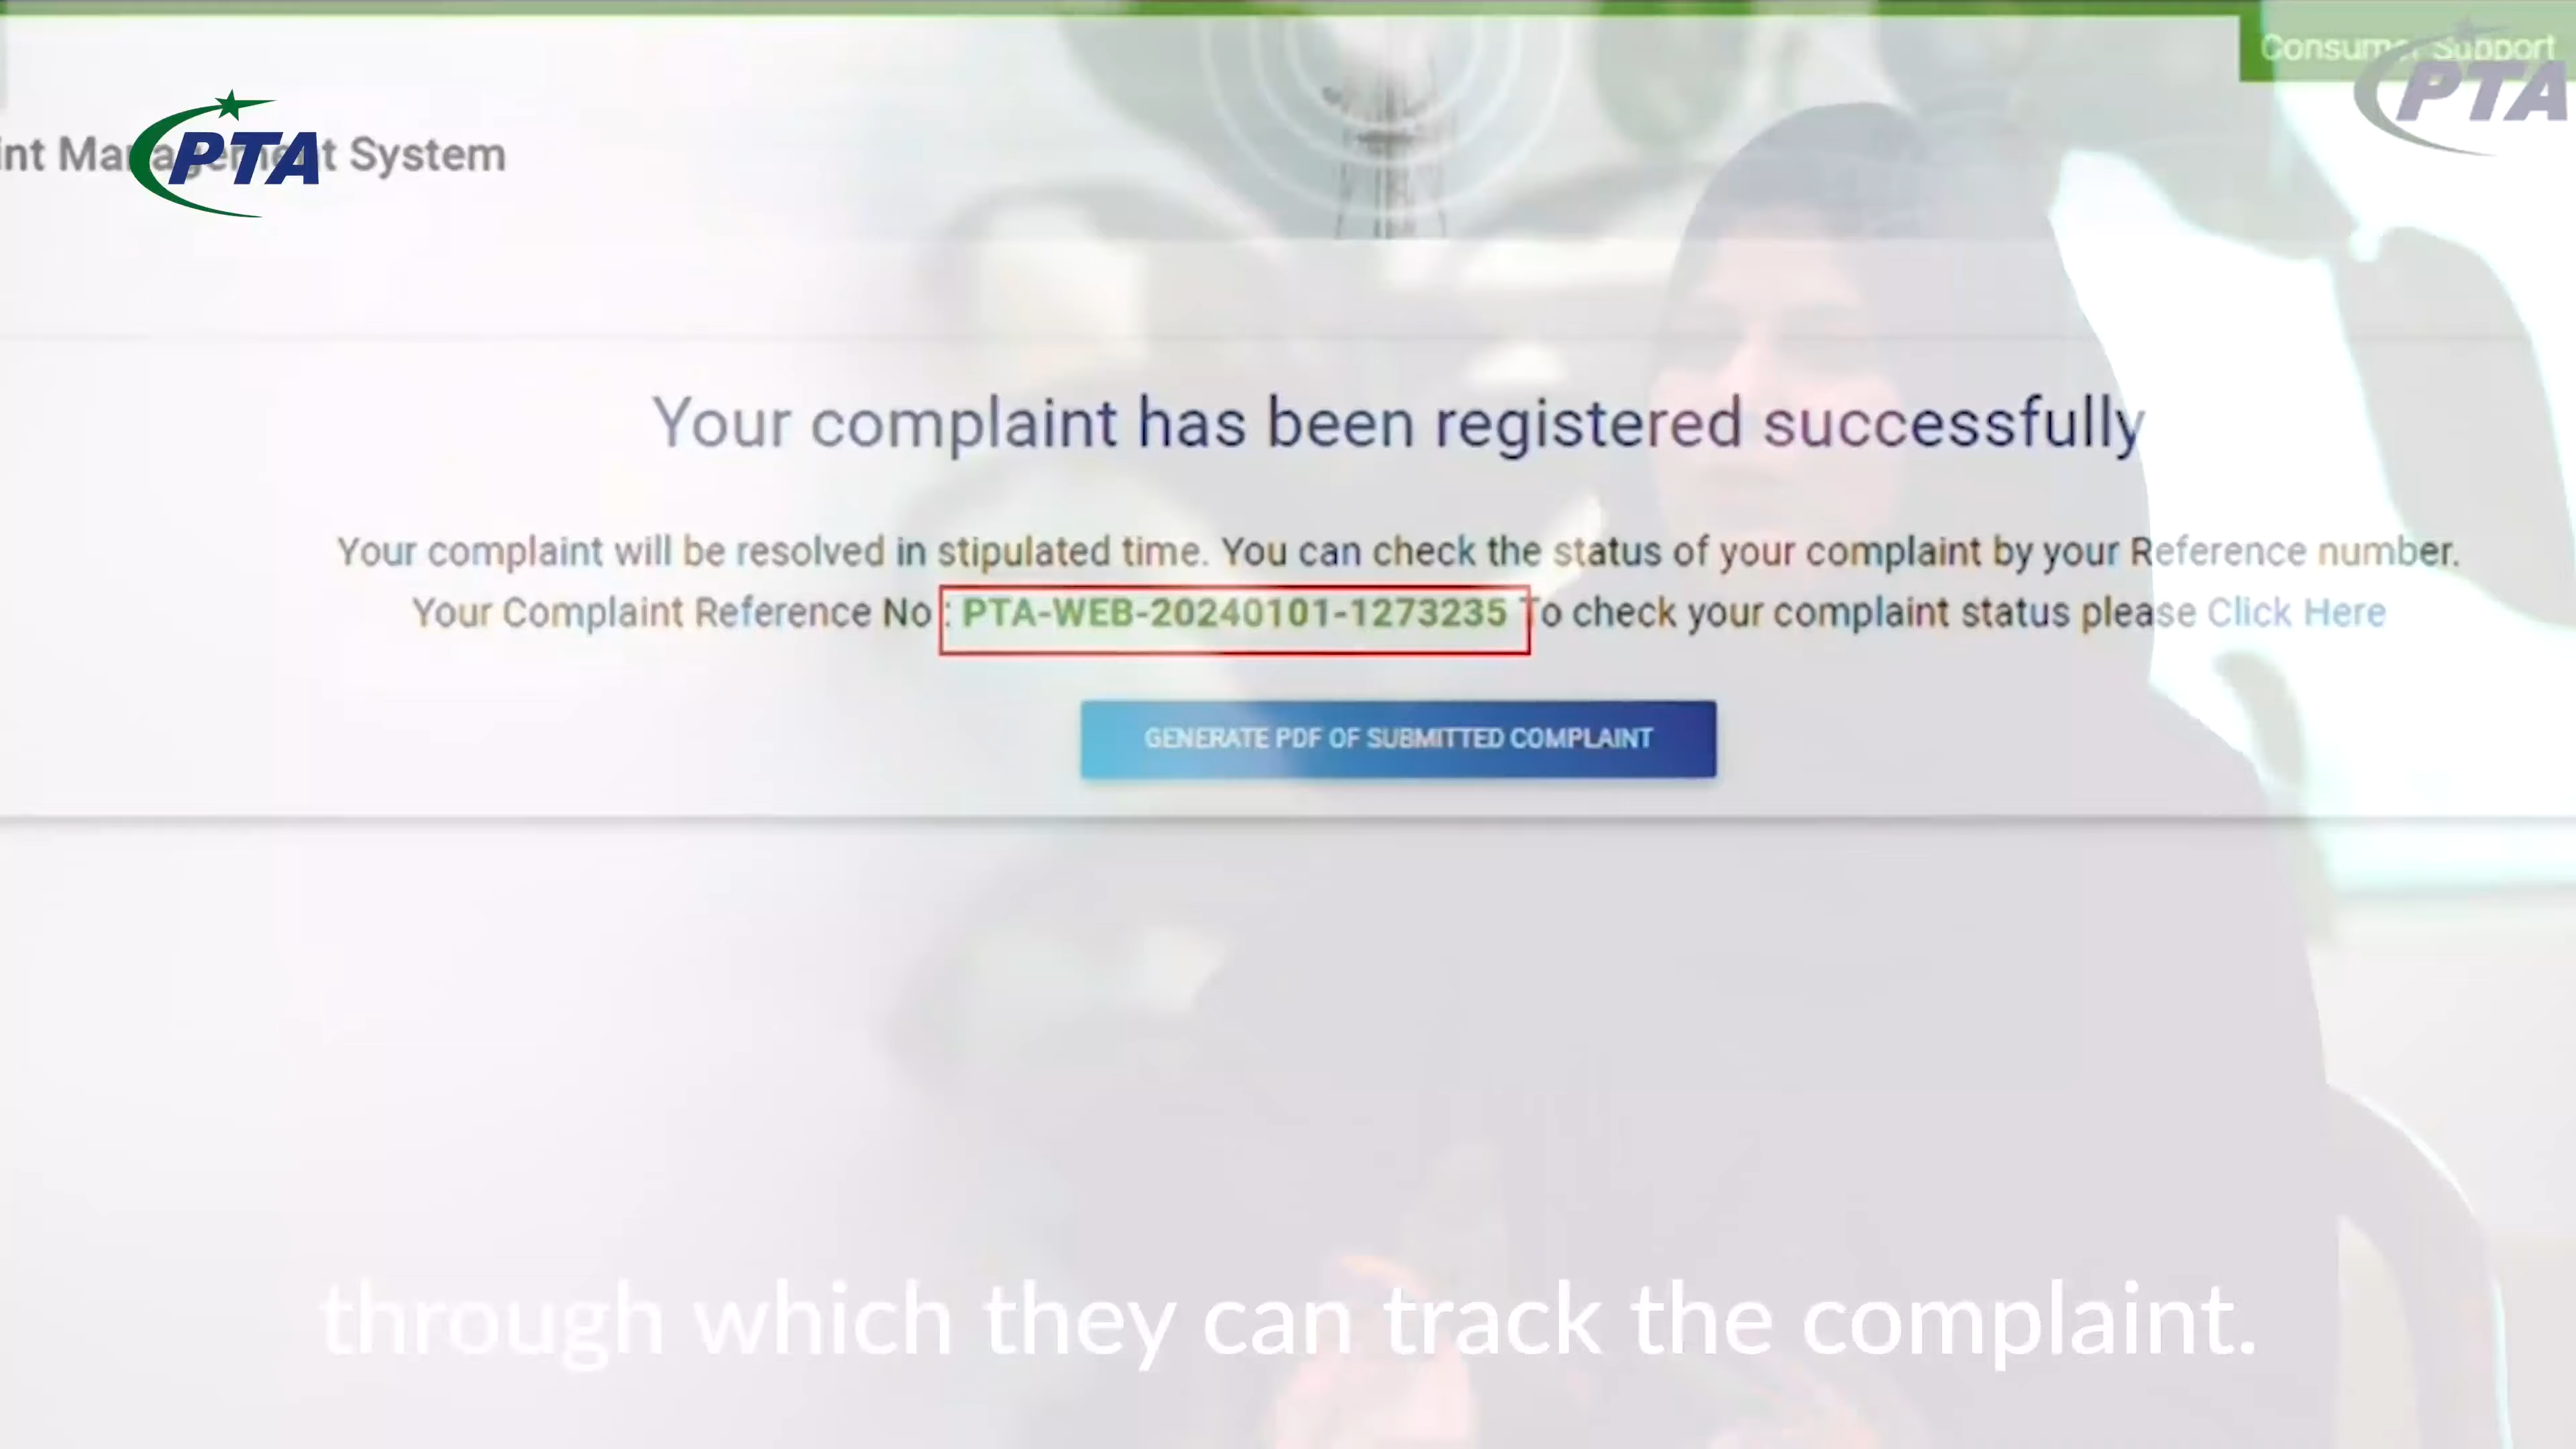 Consumer Support
PTA
PTA
int Management System
Your complaint has been registered successfully
Your complaint will be resolved in stipulated time. You can check the status of your complaint by your Reference number.
Your Complaint Reference No : PTA-WEB-20240101-1273235 To check your complaint status please Click Here
GENERATE PDF OF SUBMITTED COMPLAINT
through which they can track the complaint.